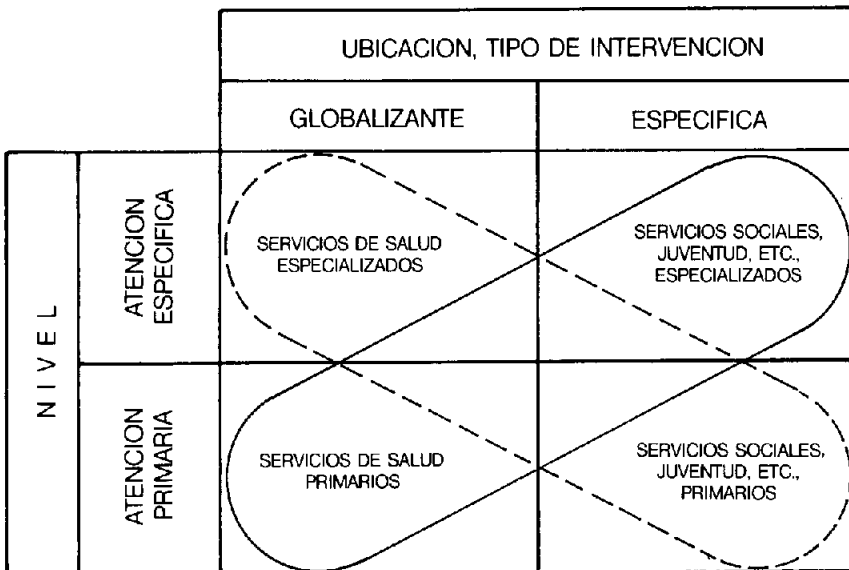 UBICACION, TIPO DE INTERVENCION
GLOBALIZANTE
ESPECIFICA
NIVEL
ATENCION
ESPECIFICA
SERVICIOS DE SALUD
ESPECIALIZADOS
SERVICIOS SOCIALES,
JUVENTUD, ETC.,
ESPECIALIZADOS
ATENCION
PRIMARIA
SERVICIOS DE SALUD
PRIMARIOS
SERVICIOS SOCIALES,
JUVENTUD, ETC.,
PRIMARIOS